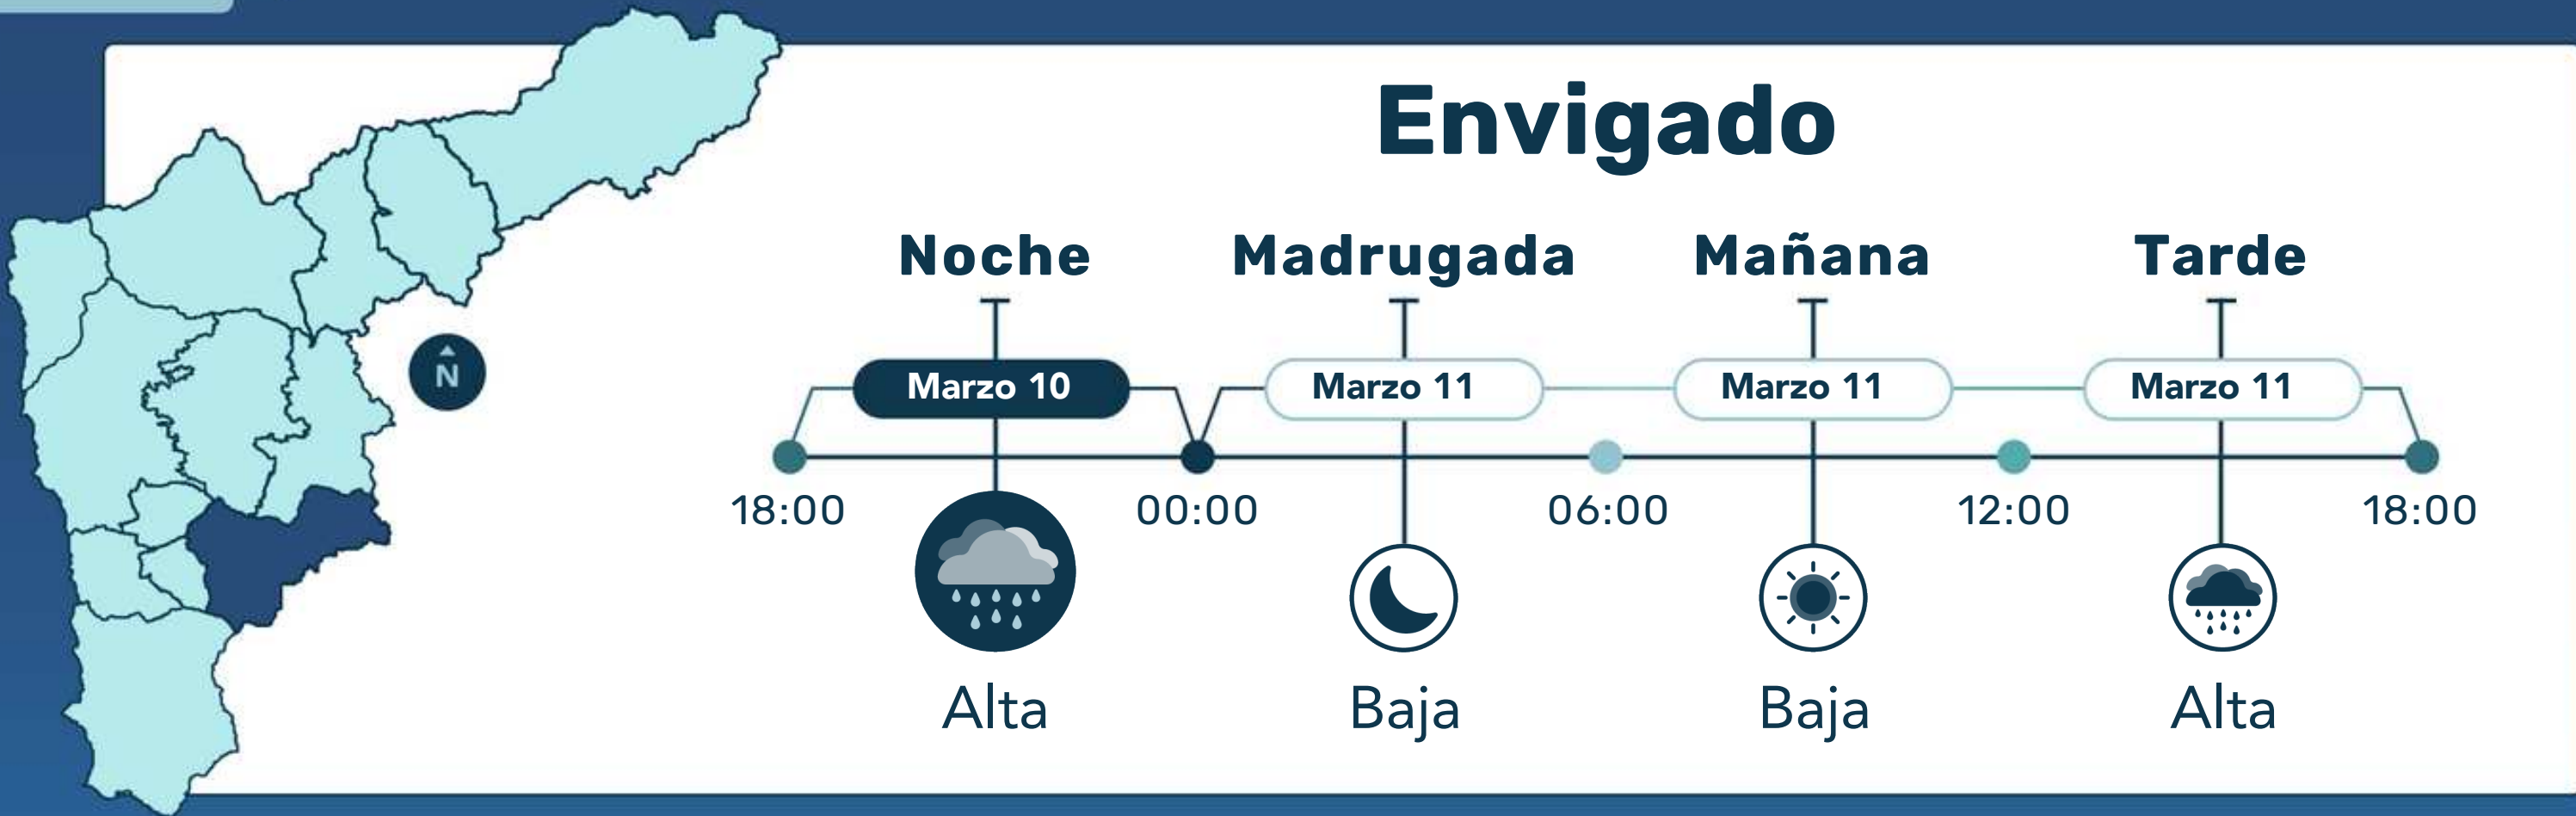 Envigado
Noche Madrugada Mañana Tarde
Marzo 10 Marzo 11 Marzo 11 Marzo 11
N
18:00 00:00 06:00 12:00 18:00
Alta Baja Baja Alta